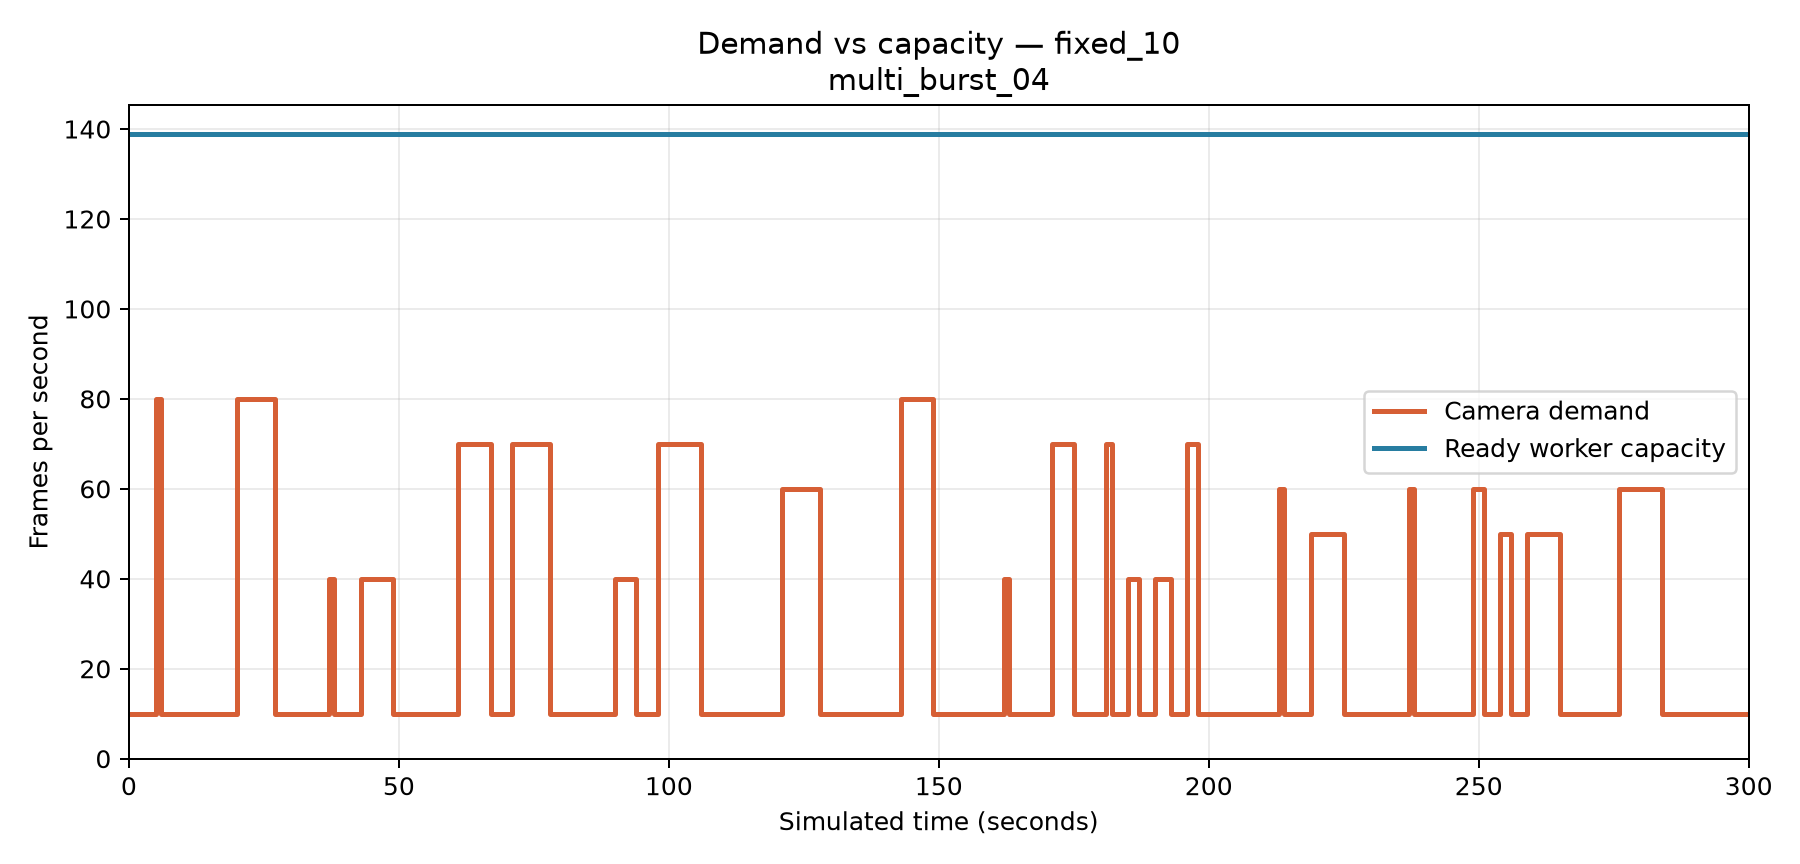 Demand vs capacity — fixed_10
multi_burst_04
Frames per second
140
120
100
80
60
40
20
0
Camera demand
Ready worker capacity
0 50 100 150 200 250 300
Simulated time (seconds)